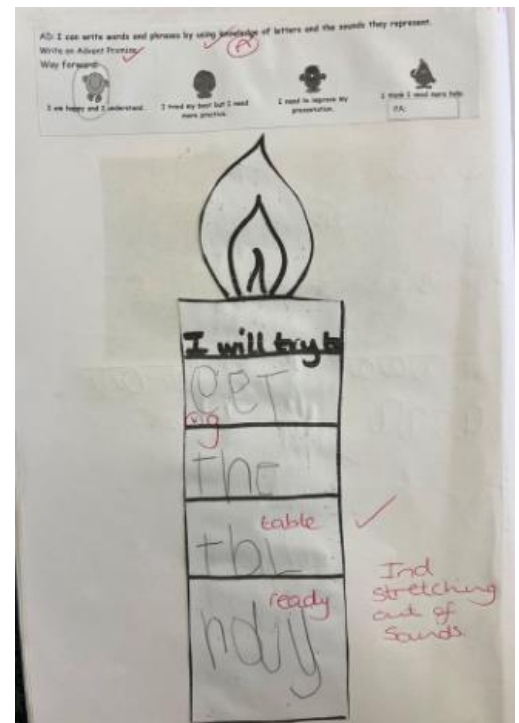 AO: I can write words and phrases by using knowledge of letters and the sounds they represent.
Write an Advent Promise
A
Way forward:
I am happy and I understand.
I tried my best but I need more practice.
I need to improve my presentation.
I think I need more help
PA:
I will try to
get
the
table
tbL
ready
Ind
stretching
out of
sounds